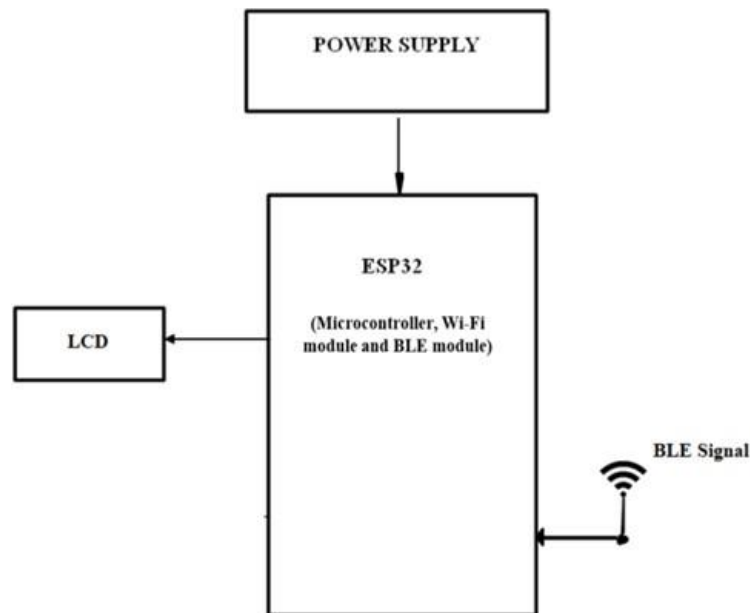 POWER SUPPLY
ESP32
(Microcontroller, Wi-Fi
module and BLE module)
LCD
BLE Signal